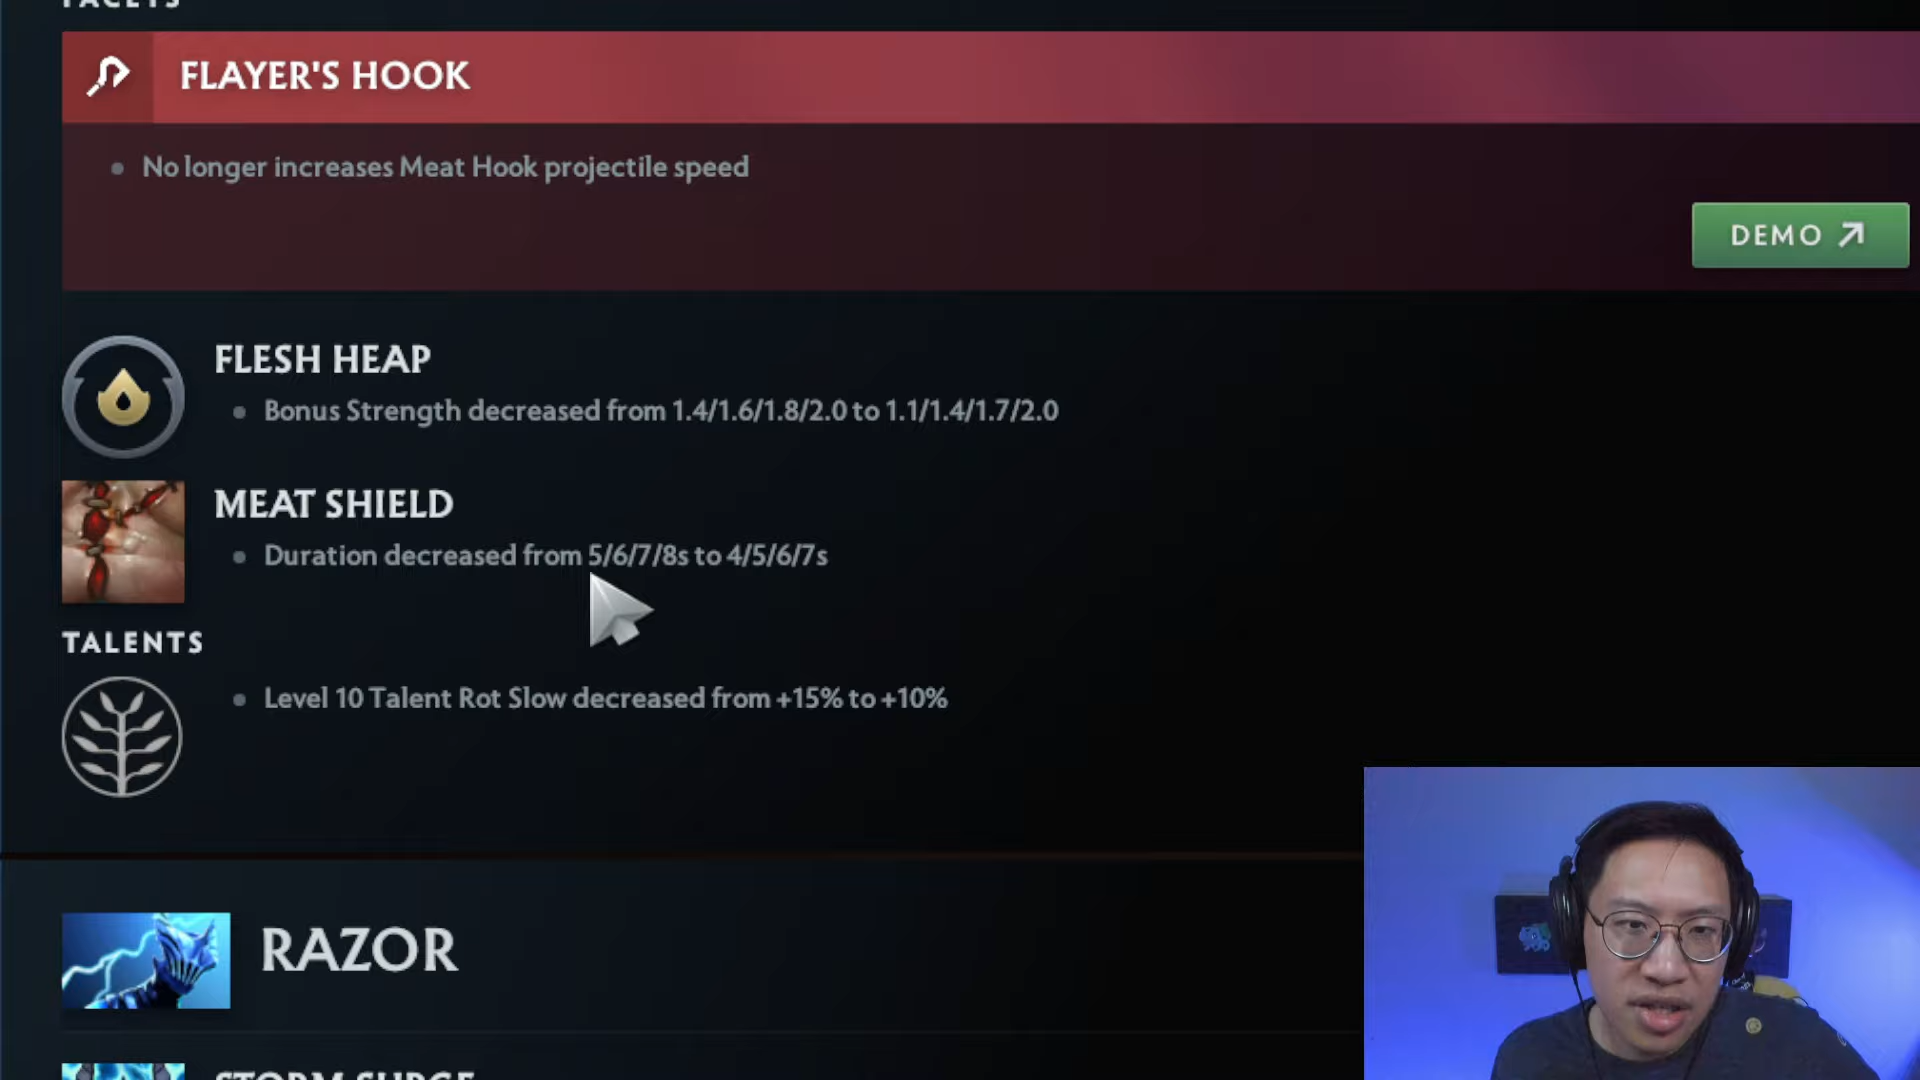 FACETS
FLAYER'S HOOK
No longer increases Meat Hook projectile speed
DEMO
FLESH HEAP
Bonus Strength decreased from 1.4/1.6/1.8/2.0 to 1.1/1.4/1.7/2.0
MEAT SHIELD
Duration decreased from 5/6/7/8s to 4/5/6/7s
TALENTS
Level 10 Talent Rot Slow decreased from +15% to +10%
RAZOR
STORM SURGE